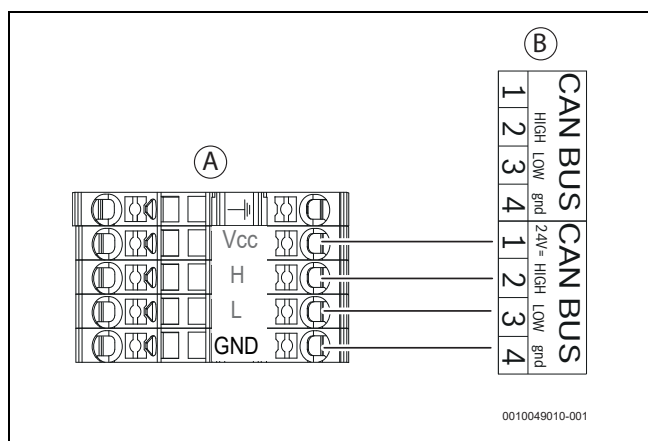 B
A
CAN BUS
1
2 HIGH
3 LOW
4 gnd
CAN BUS
1 24V=
2 HIGH
3 LOW
4 gnd
Vcc
H
L
GND
0010049010-001